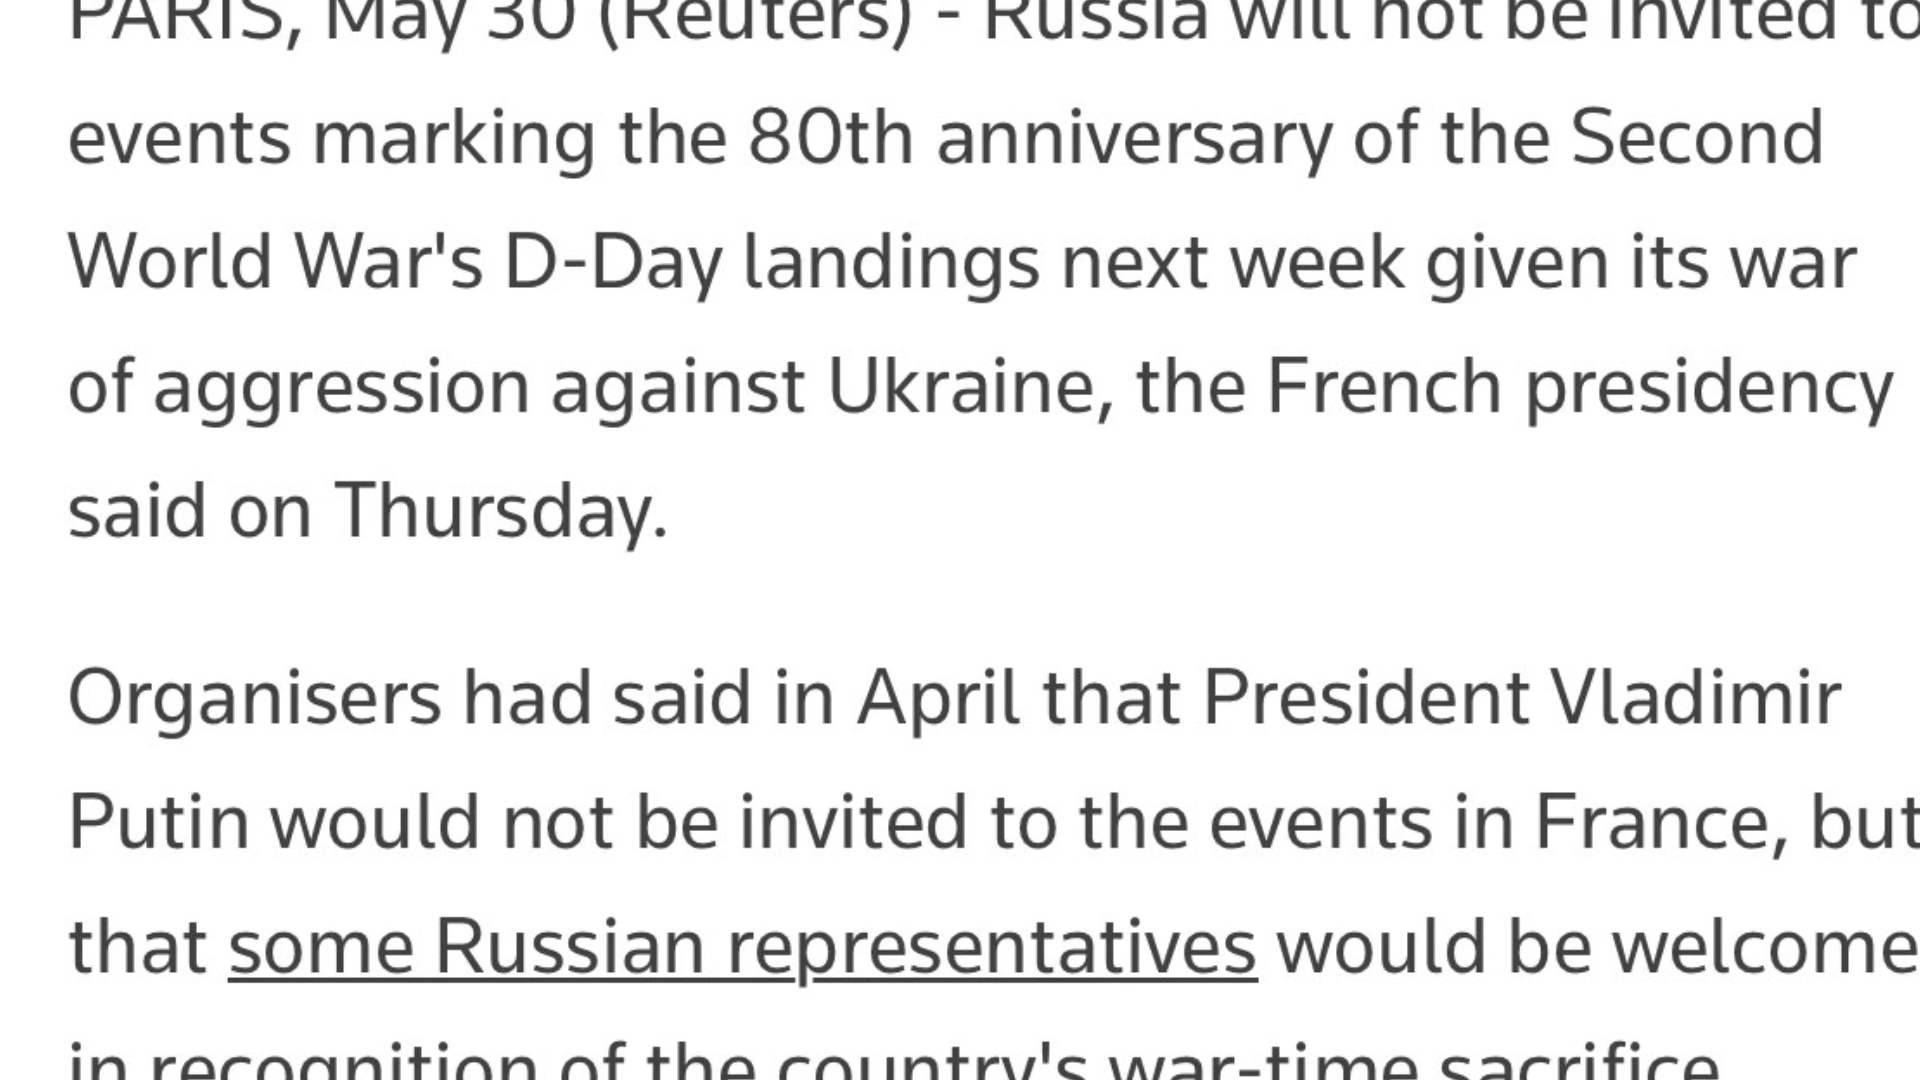 PARIS, May 30 (Reuters) - Russia will not be invited to
events marking the 80th anniversary of the Second
World War's D-Day landings next week given its war
of aggression against Ukraine, the French presidency
said on Thursday.
Organisers had said in April that President Vladimir
Putin would not be invited to the events in France, but
that some Russian representatives would be welcome
in recognition of the country's war-time sacrifice.